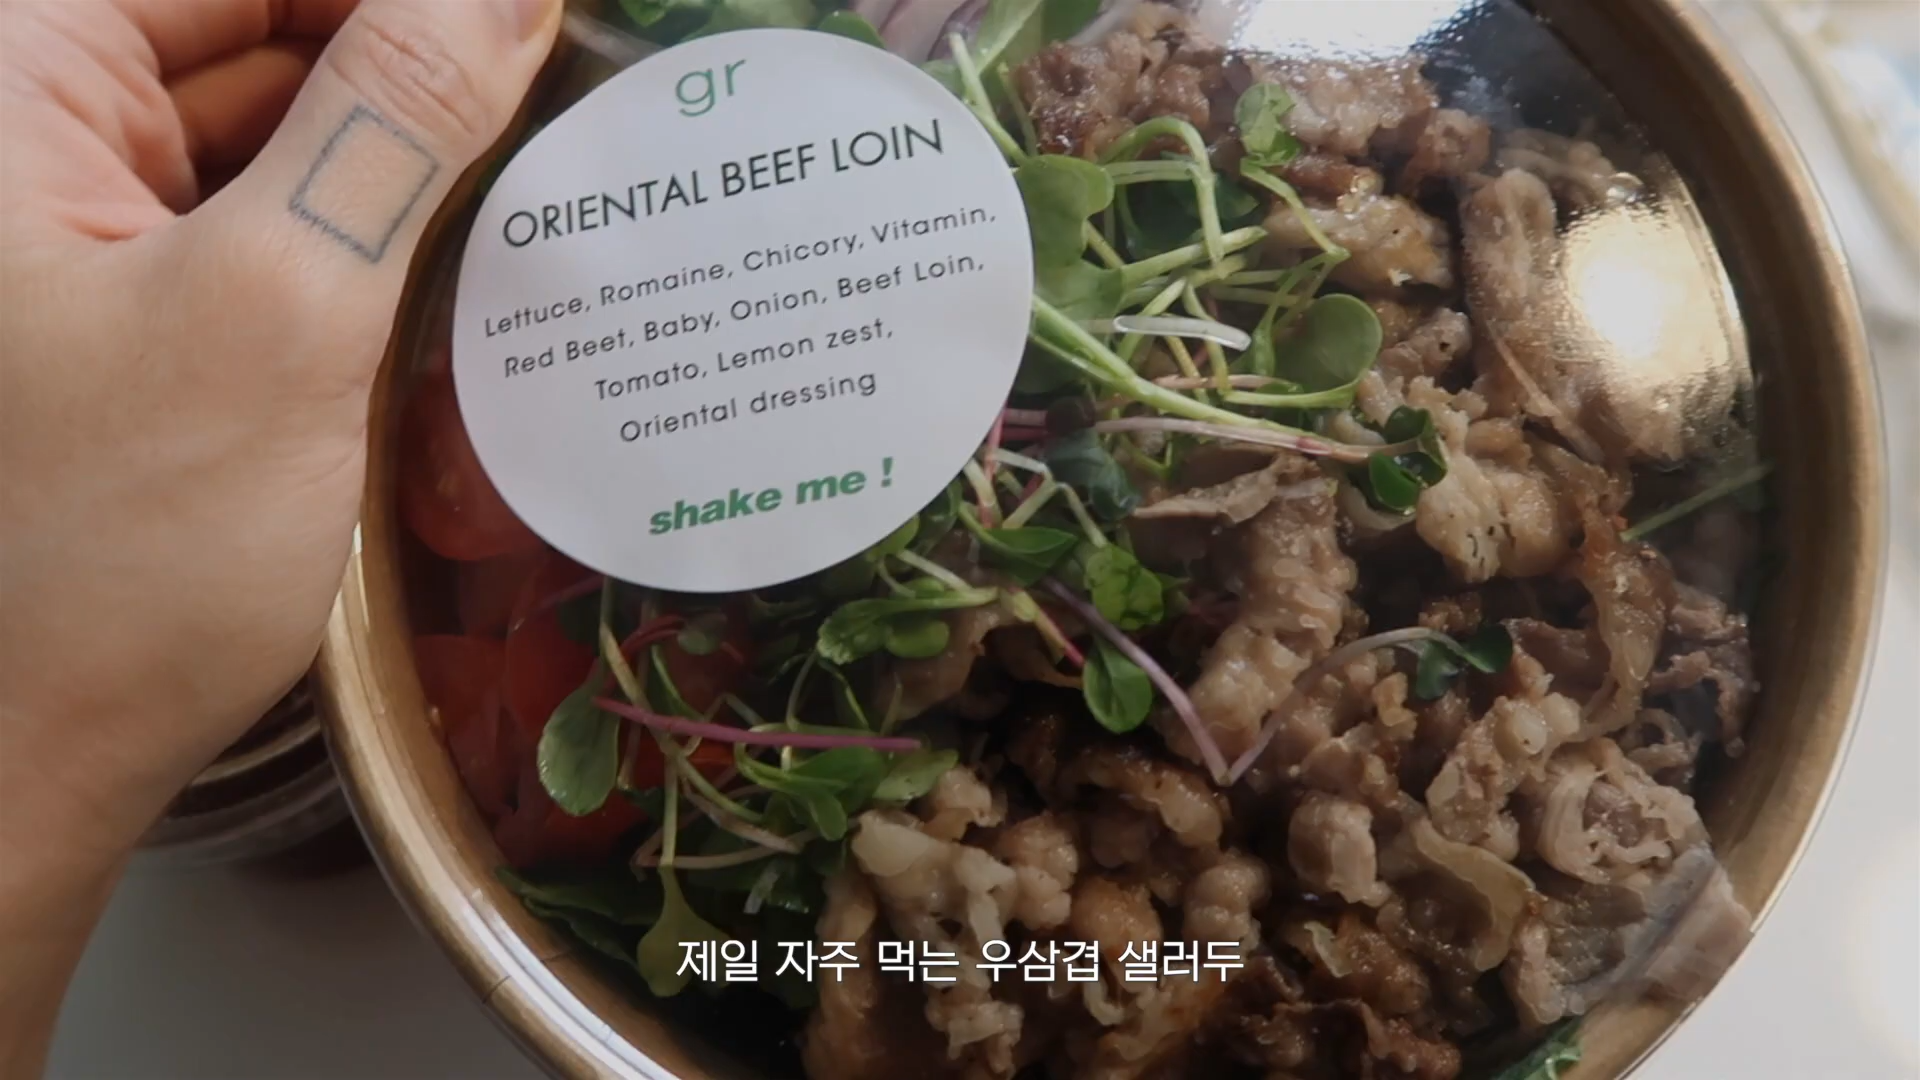 gr
ORIENTAL BEEF LOIN
Lettuce, Romaine, Chicory, Vitamin,
Red Beet, Baby, Onion, Beef Loin,
Tomato, Lemon zest,
Oriental dressing
shake me !
제일 자주 먹는 우삼겹 샐러두